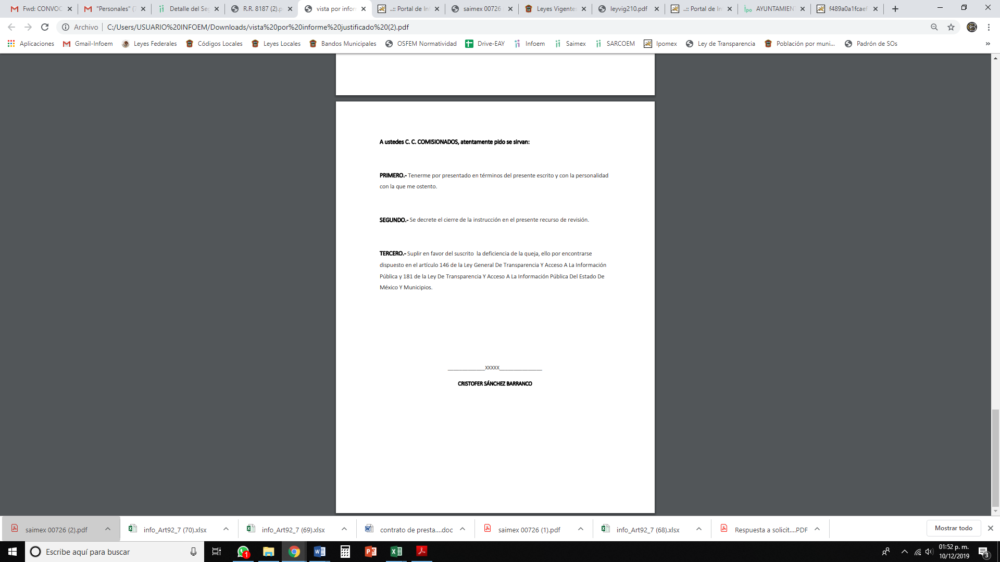 Fwd: CONVOC
"Personales" (
Detalle del Seg
R.R. 8187 (2).p
vista por infor
..:: Portal de In
saimex 00726
Leyes Vigentes
leyvig210.pdf
..:: Portal de In
AYUNTAMIEN
f489a0a1fcaef
Archivo
C:/Users/USUARIO%20INFOEM/Downloads/vista%20por%20informe%20justificado%20(2).pdf
Aplicaciones
Gmail-Infoem
Leyes Federales
Códigos Locales
Leyes Locales
Bandos Municipales
OSFEM Normatividad
Drive-EAY
Infoem
Saimex
SARCOEM
Ipomex
Ley de Transparencia
Población por muni...
Padrón de SOs
»
A ustedes C. C. COMISIONADOS, atentamente pido se sirvan:
PRIMERO.- Tenerme por presentado en términos del presente escrito y con la personalidad
con la que me ostento.
SEGUNDO.- Se decrete el cierre de la instrucción en el presente recurso de revisión.
TERCERO.- Suplir en favor del suscrito la deficiencia de la queja, ello por encontrarse
dispuesto en el artículo 146 de la Ley General De Transparencia Y Acceso A La Información
Pública y 181 de la Ley De Transparencia Y Acceso A La Información Pública Del Estado De
México Y Municipios.
_____________XXXXX_______________
CRISTOFER SÁNCHEZ BARRANCO
saimex 00726 (2).pdf
info_Art92_7 (70).xlsx
info_Art92_7 (69).xlsx
contrato de presta....doc
saimex 00726 (1).pdf
info_Art92_7 (68).xlsx
Respuesta a solicit....PDF
Mostrar todo
Escribe aquí para buscar
1
01:52 p. m.
10/12/2019
3